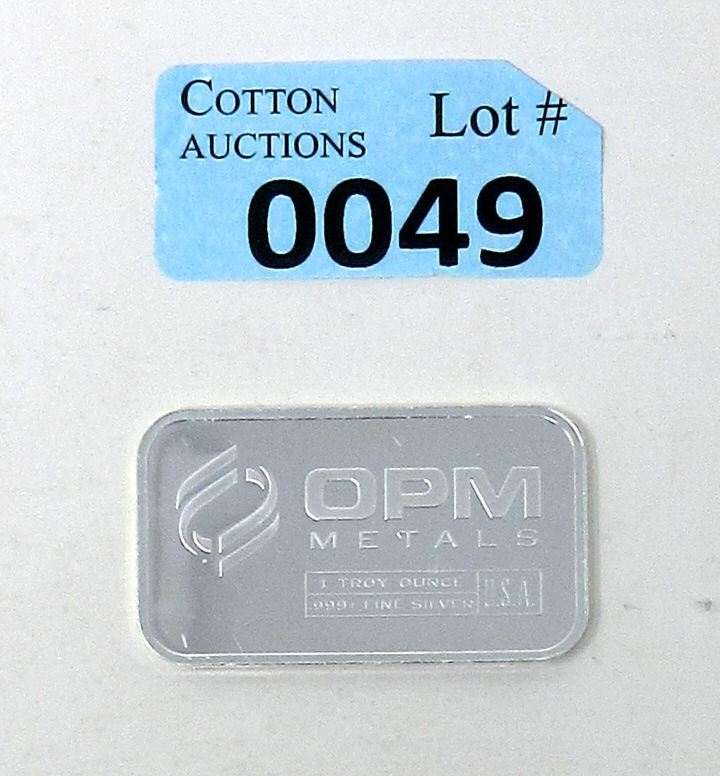 COTTON
AUCTIONS
Lot #
0049
OPM
METALS
1 TROY OUNCE
.999+ FINE SILVER
U.S.A.